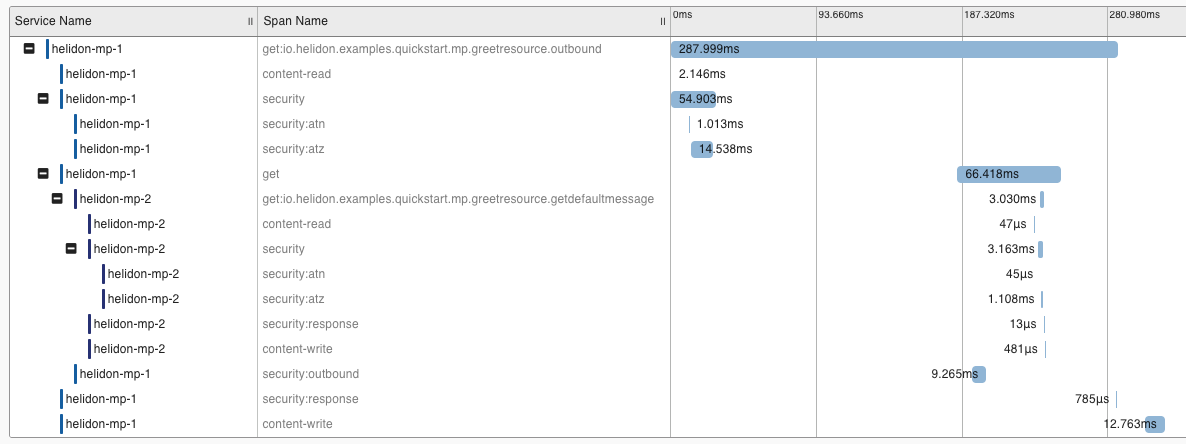 Service Name Span Name 0ms 93.660ms 187.320ms 280.980ms
helidon-mp-1 get:io.helidon.examples.quickstart.mp.greetresource.outbound 287.999ms
helidon-mp-1 content-read 2.146ms
helidon-mp-1 security 54.903ms
helidon-mp-1 security:atn 1.013ms
helidon-mp-1 security:atz 14.538ms
helidon-mp-1 get 66.418ms
helidon-mp-2 get:io.helidon.examples.quickstart.mp.greetresource.getdefaultmessage 3.030ms
helidon-mp-2 content-read 47µs
helidon-mp-2 security 3.163ms
helidon-mp-2 security:atn 45µs
helidon-mp-2 security:atz 1.108ms
helidon-mp-2 security:response 13µs
helidon-mp-2 content-write 481µs
helidon-mp-1 security:outbound 9.265ms
helidon-mp-1 security:response 785µs
helidon-mp-1 content-write 12.763ms